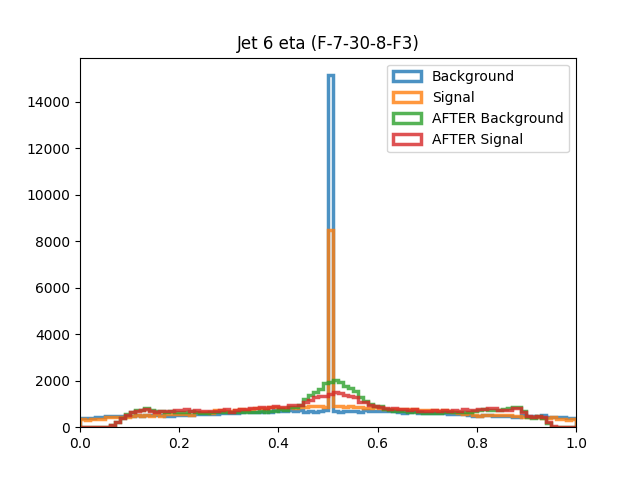 Jet 6 eta (F-7-30-8-F3)
Background
Signal
AFTER Background
AFTER Signal
14000
12000
10000
8000
6000
4000
2000
0
0.0 0.2 0.4 0.6 0.8 1.0